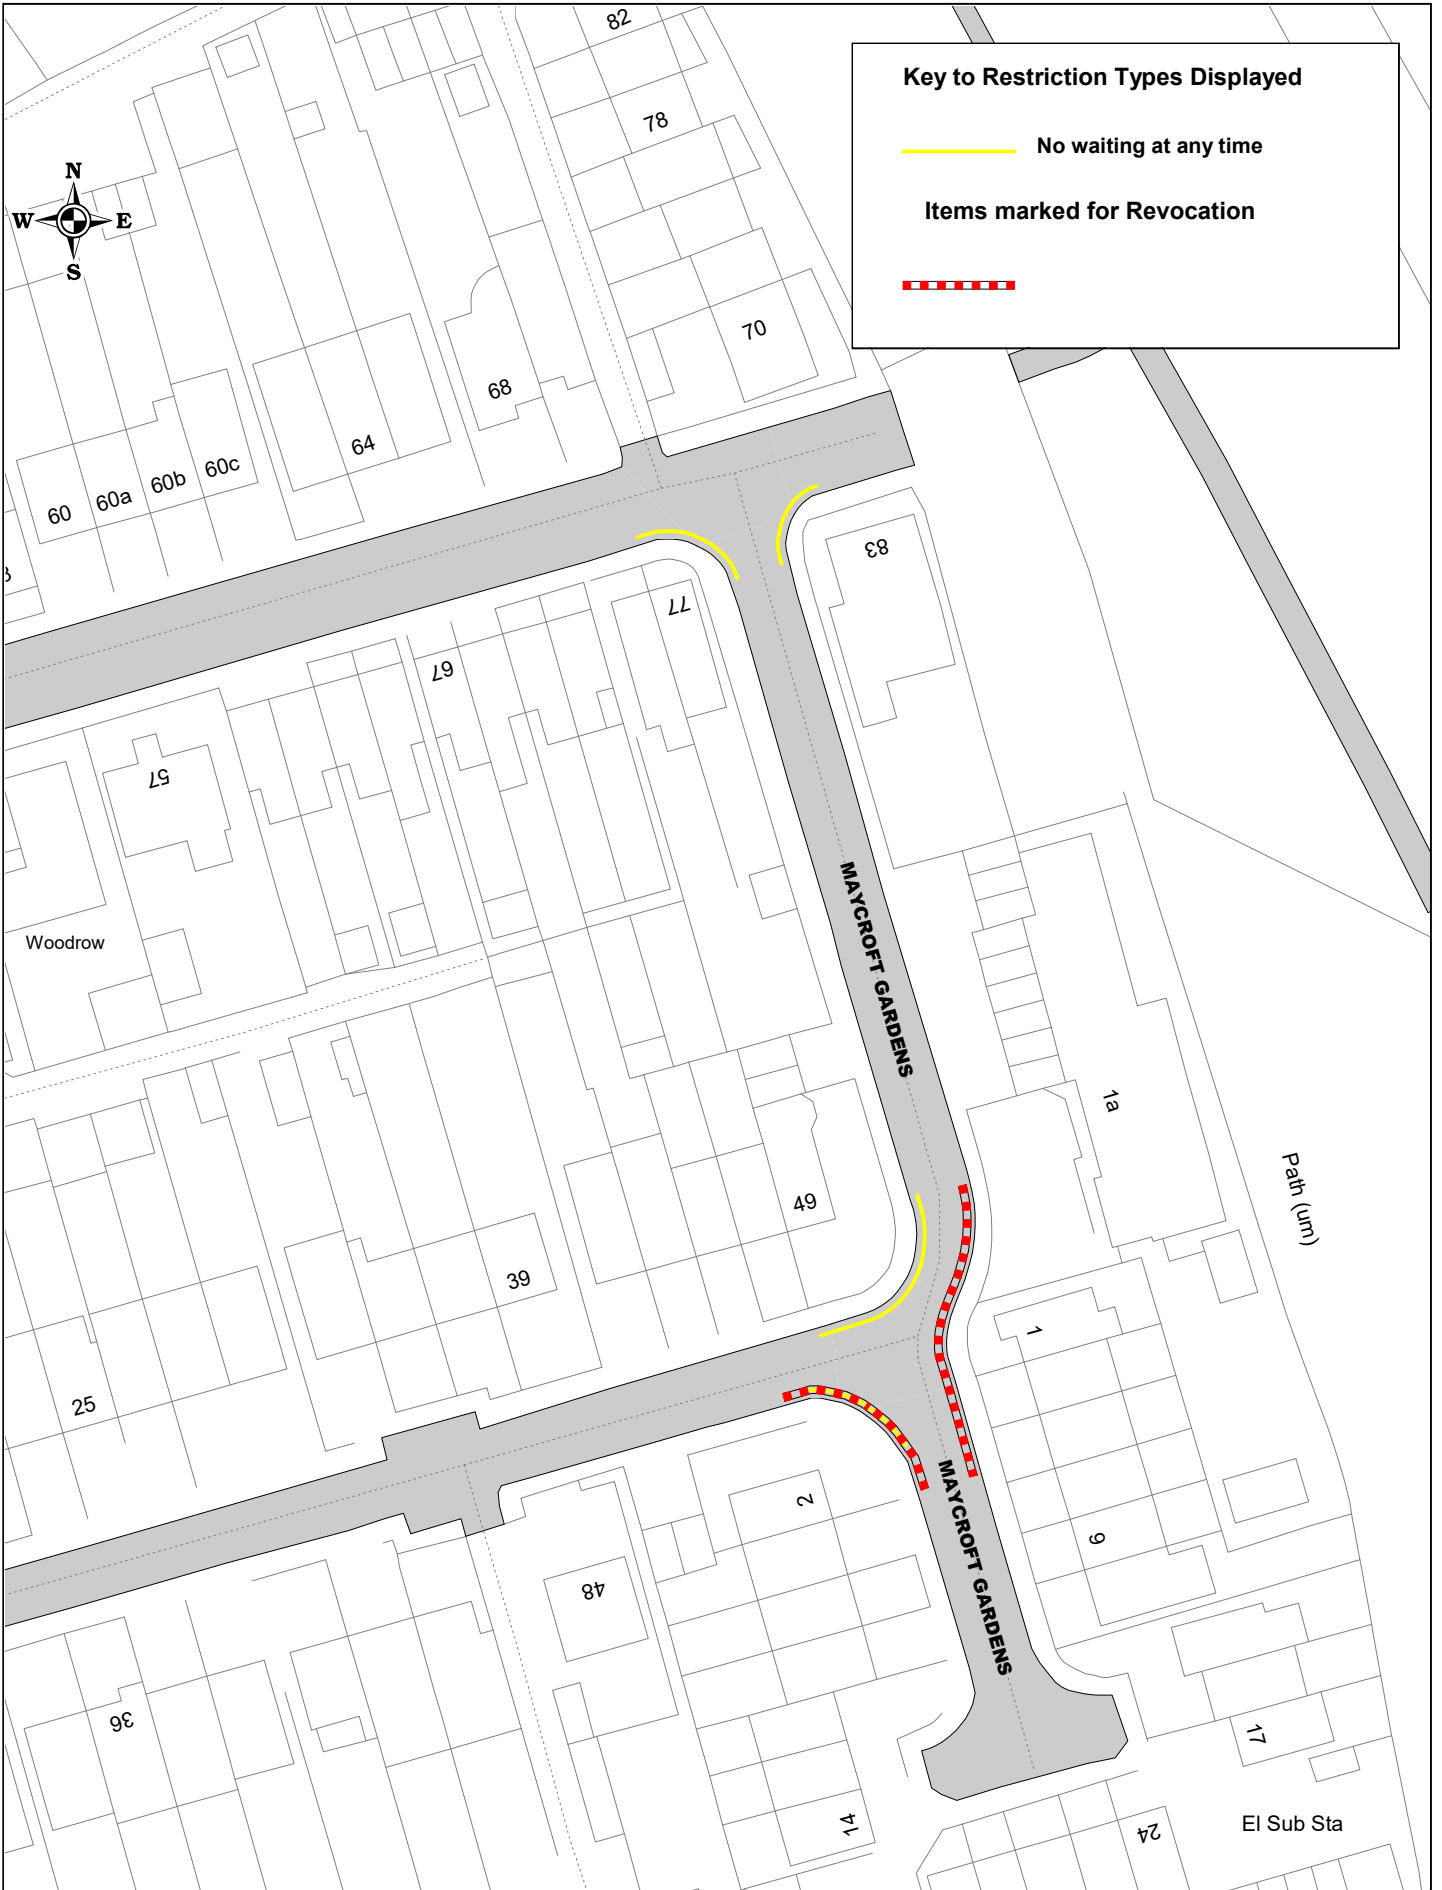 82
Key to Restriction Types Displayed
78
No waiting at any time
N
W E
S
Items marked for Revocation
70
68
64
60c
60b
60a
60
83
77
67
57
MAYCROFT GARDENS
Woodrow
1a
Path (um)
49
39
1
25
MAYCROFT GARDENS
2
9
48
36
17
14
24
El Sub Sta